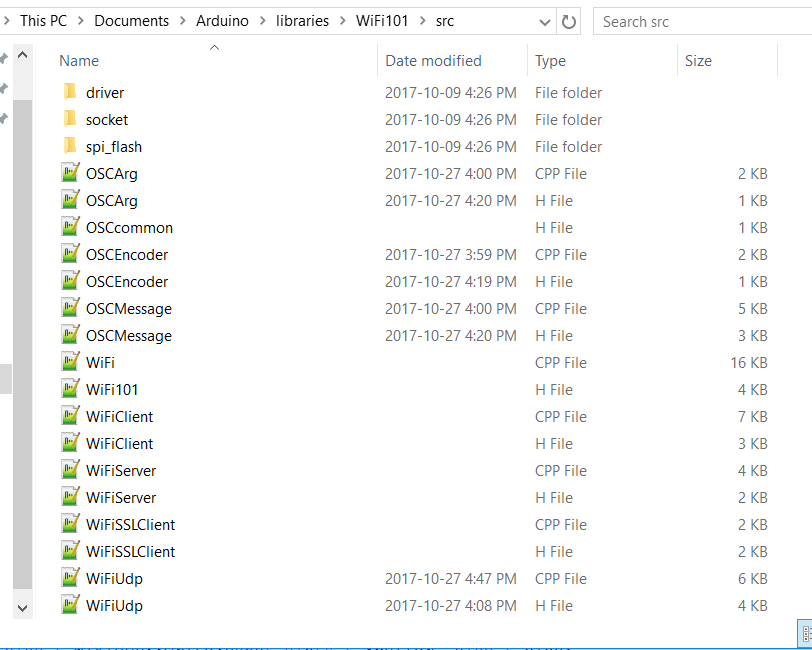 This PC > Documents > Arduino > libraries > WiFi101 > src Search src
Name Date modified Type Size
driver 2017-10-09 4:26 PM File folder
socket 2017-10-09 4:26 PM File folder
spi_flash 2017-10-09 4:26 PM File folder
OSCArg 2017-10-27 4:00 PM CPP File 2 KB
OSCArg 2017-10-27 4:20 PM H File 1 KB
OSCcommon H File 1 KB
OSCEncoder 2017-10-27 3:59 PM CPP File 2 KB
OSCEncoder 2017-10-27 4:19 PM H File 1 KB
OSCMessage 2017-10-27 4:00 PM CPP File 5 KB
OSCMessage 2017-10-27 4:20 PM H File 3 KB
WiFi CPP File 16 KB
WiFi101 H File 4 KB
WiFiClient CPP File 7 KB
WiFiClient H File 3 KB
WiFiServer CPP File 4 KB
WiFiServer H File 2 KB
WiFiSSLClient CPP File 2 KB
WiFiSSLClient H File 2 KB
WiFiUdp 2017-10-27 4:47 PM CPP File 6 KB
WiFiUdp 2017-10-27 4:08 PM H File 4 KB